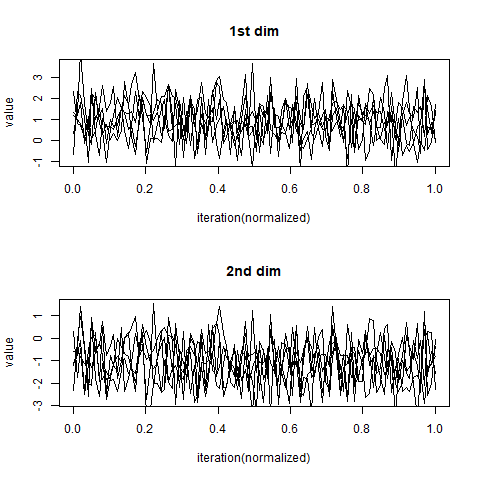 1st dim
value
3
2
1
0
-1
0.0 0.2 0.4 0.6 0.8 1.0
iteration(normalized)
2nd dim
value
1
0
-1
-2
-3
0.0 0.2 0.4 0.6 0.8 1.0
iteration(normalized)